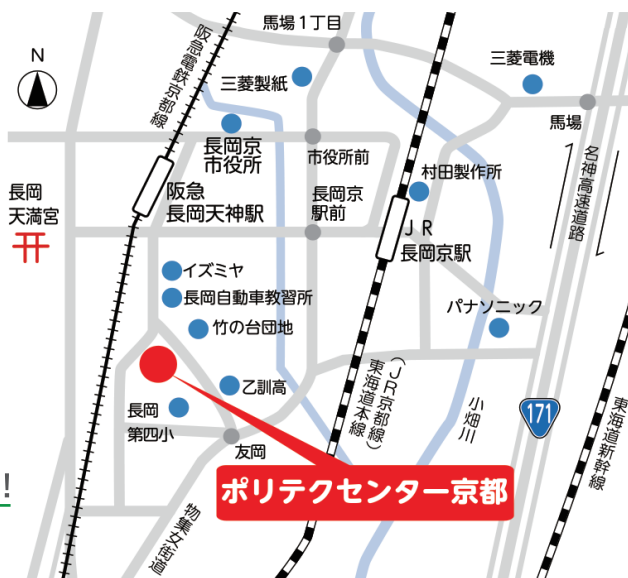 馬場1丁目
N
三菱電機
阪急電鉄京都線
三菱製紙
馬場
長岡京
市役所
市役所前
名神高速道路
村田製作所
長岡
天満宮
阪急
長岡天神駅
長岡京
駅前
JR
長岡京駅
イズミヤ
長岡自動車教習所
パナソニック
竹の台団地
(JR京都線)
東海道本線
乙訓高
小畑川
171
東海道新幹線
長岡
第四小
友岡
ポリテクセンター京都
!
物集女街道